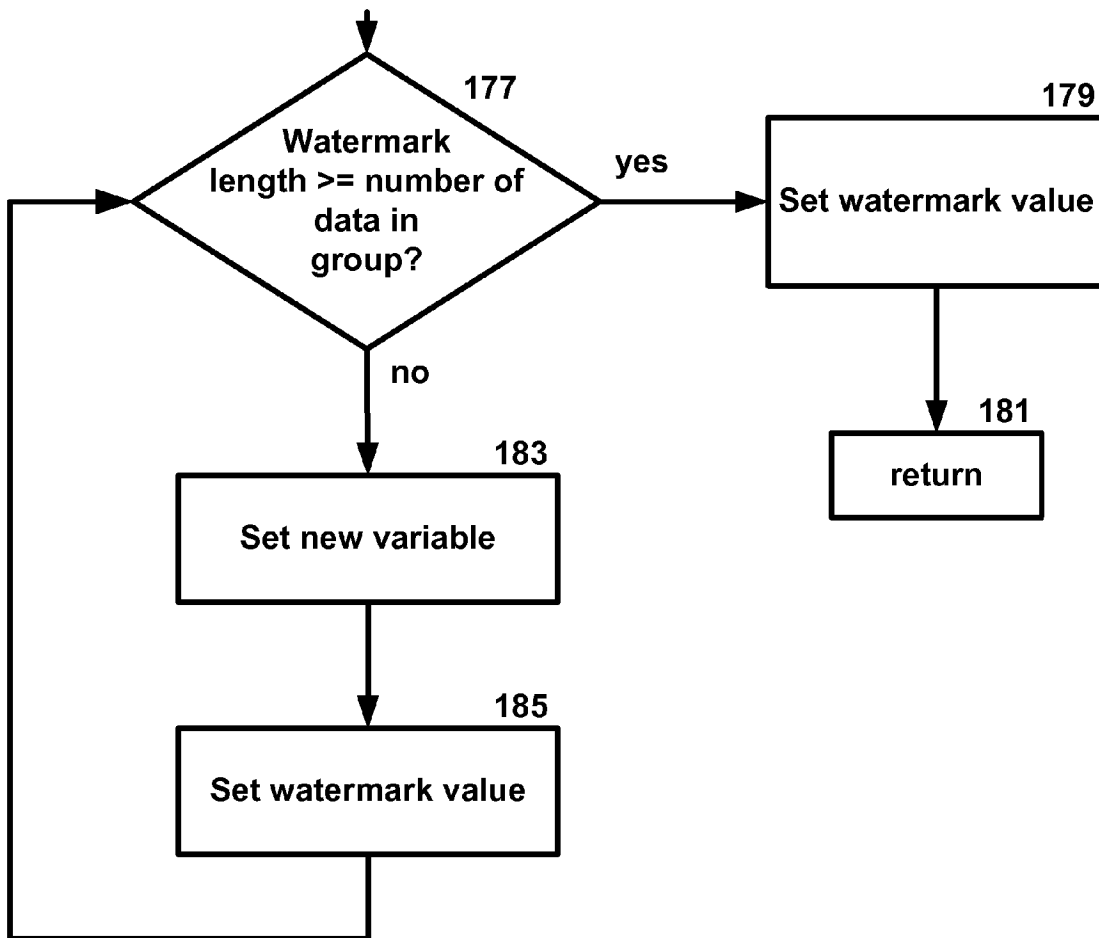 177
Watermark
length >= number of
data in
group?
yes
179
Set watermark value
181
return
no
183
Set new variable
185
Set watermark value